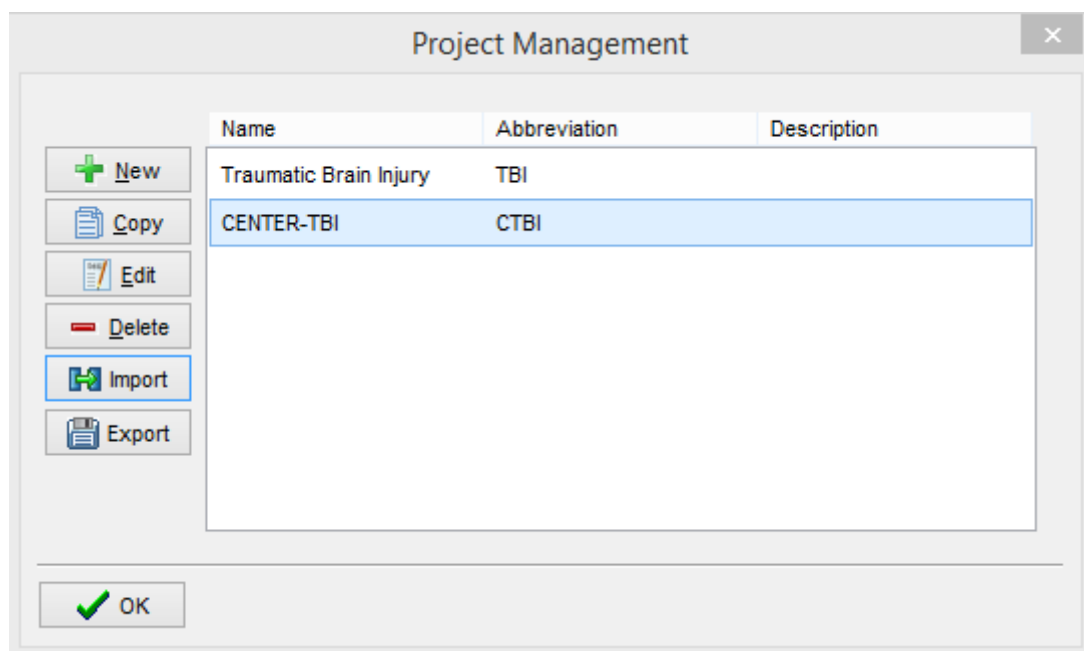 Project Management
Name Abbreviation Description
New
Traumatic Brain Injury TBI
Copy
CENTER-TBI CTBI
Edit
Delete
Import
Export
OK